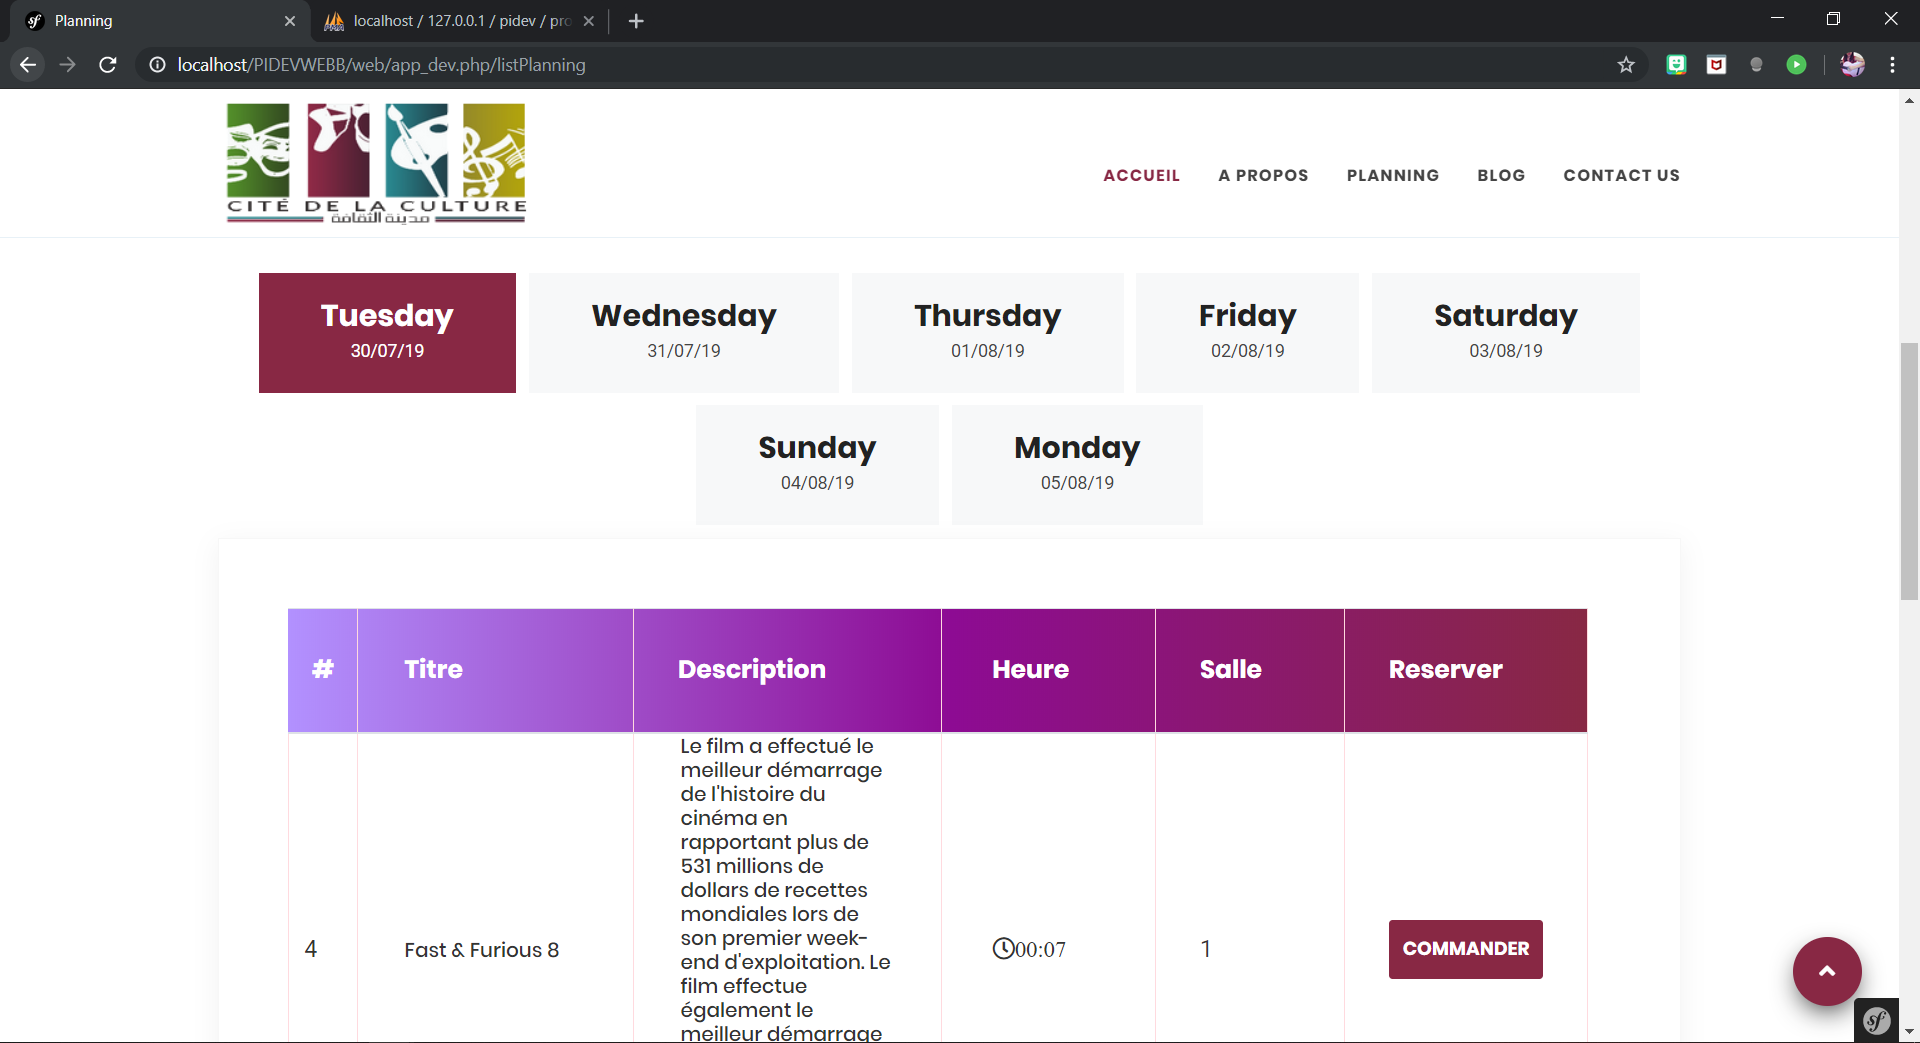 Planning
localhost / 127.0.0.1 / pidev / pro
localhost/PIDEVWEBB/web/app_dev.php/listPlanning
CITÉ DE LA CULTURE
مدينة الثقافة
ACCUEIL A PROPOS PLANNING BLOG CONTACT US
Tuesday
30/07/19
Wednesday
31/07/19
Thursday
01/08/19
Friday
02/08/19
Saturday
03/08/19
Sunday
04/08/19
Monday
05/08/19
# Titre Description Heure Salle Reserver
4
Fast & Furious 8
Le film a effectué le
meilleur démarrage
de l'histoire du
cinéma en
rapportant plus de
531 millions de
dollars de recettes
mondiales lors de
son premier week-
end d'exploitation. Le
film effectue
également le
meilleur démarrage
00:07
1
COMMANDER